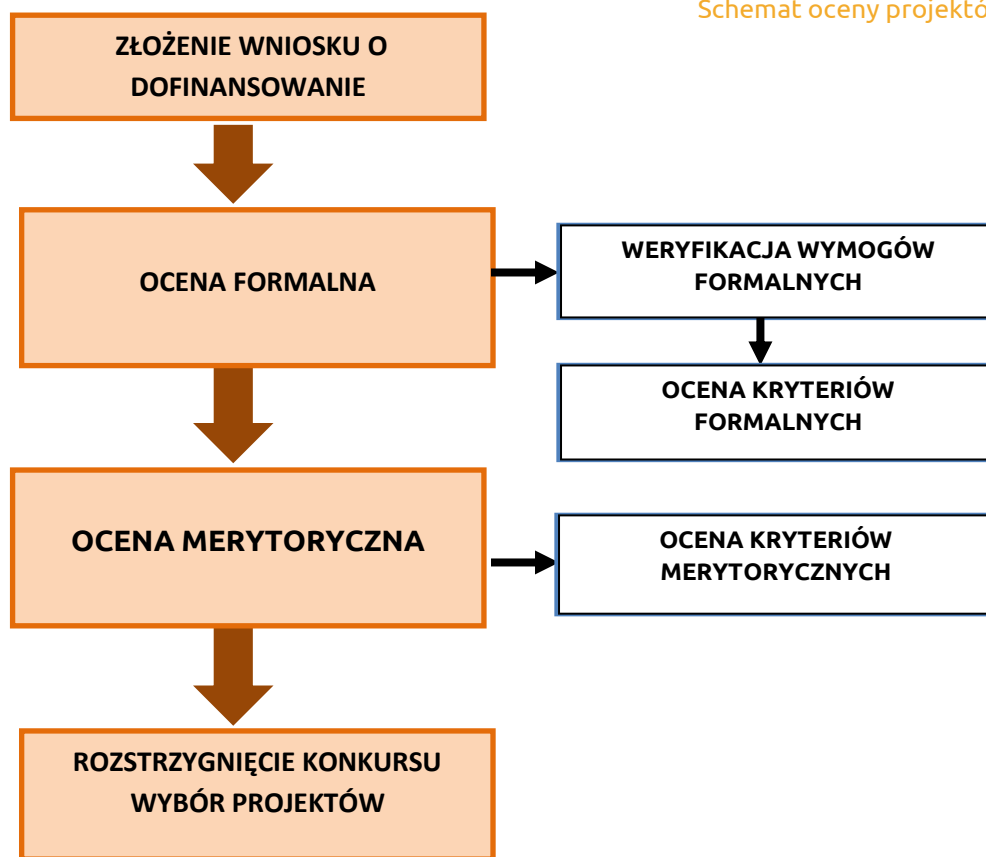 Schemat oceny projektó
ZŁOŻENIE WNIOSKU O
DOFINANSOWANIE
OCENA FORMALNA
WERYFIKACJA WYMOGÓW
FORMALNYCH
OCENA KRYTERIÓW
FORMALNYCH
OCENA MERYTORYCZNA
OCENA KRYTERIÓW
MERYTORYCZNYCH
ROZSTRZYGNIĘCIE KONKURSU
WYBÓR PROJEKTÓW